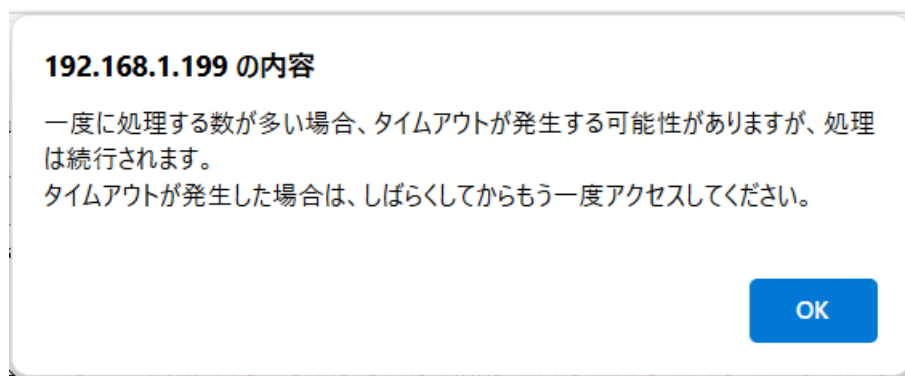 192.168.1.199 の内容
一度に処理する数が多い場合、タイムアウトが発生する可能性がありますが、処理
は続行されます。
タイムアウトが発生した場合は、しばらくしてからもう一度アクセスしてください。
OK